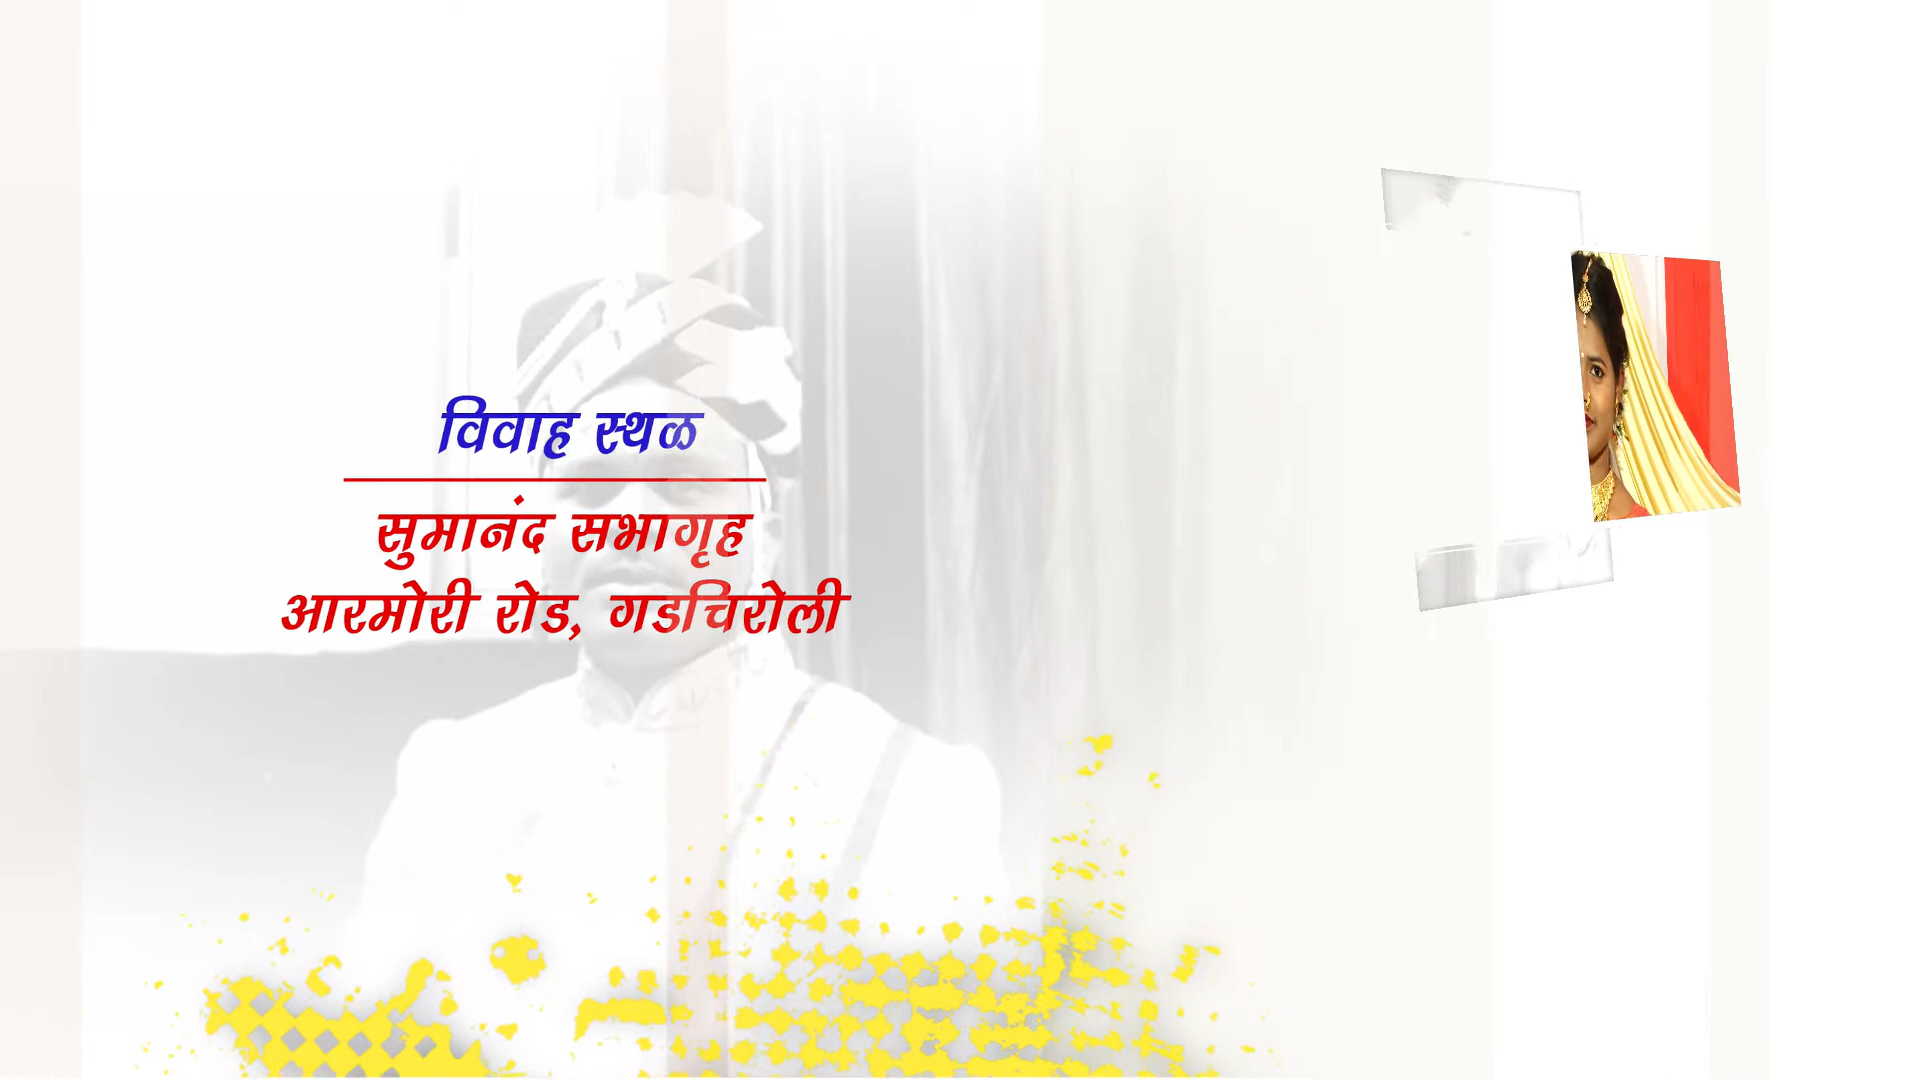 विवाह स्थळ
सुमानंद सभागृह
आरमोरी रोड, गडचिरोली